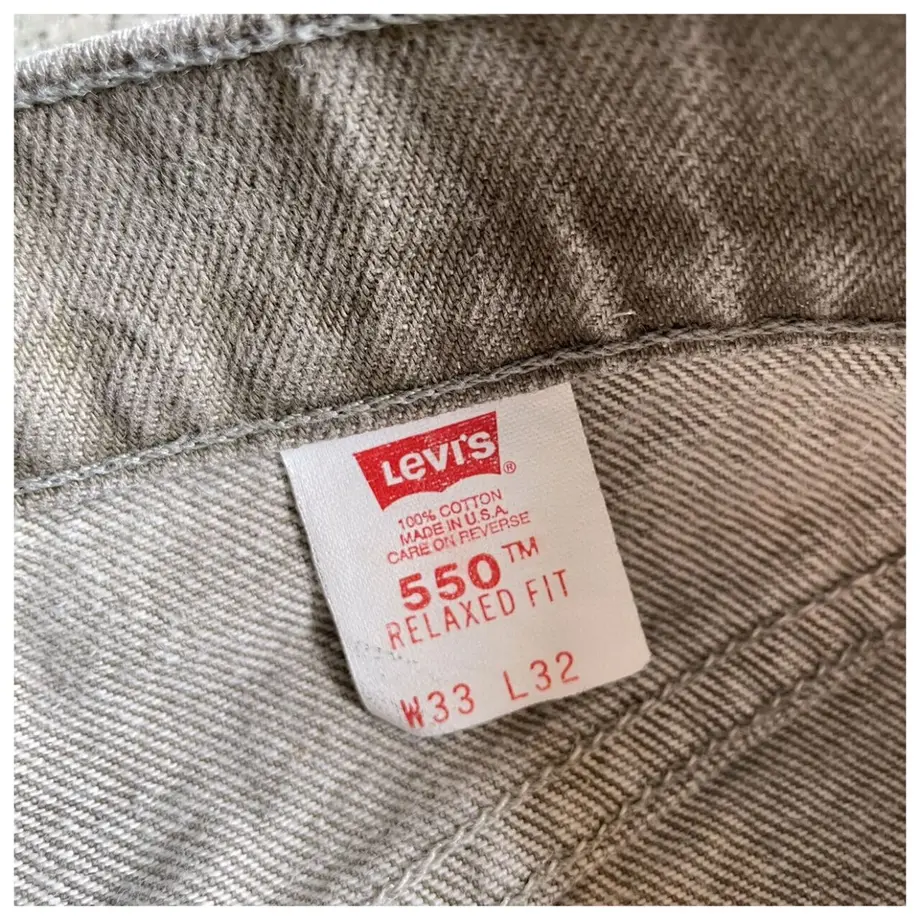 Levi's ®
100% COTTON
MADE IN U.S.A.
CARE ON REVERSE
550™
RELAXED FIT
W33 L32